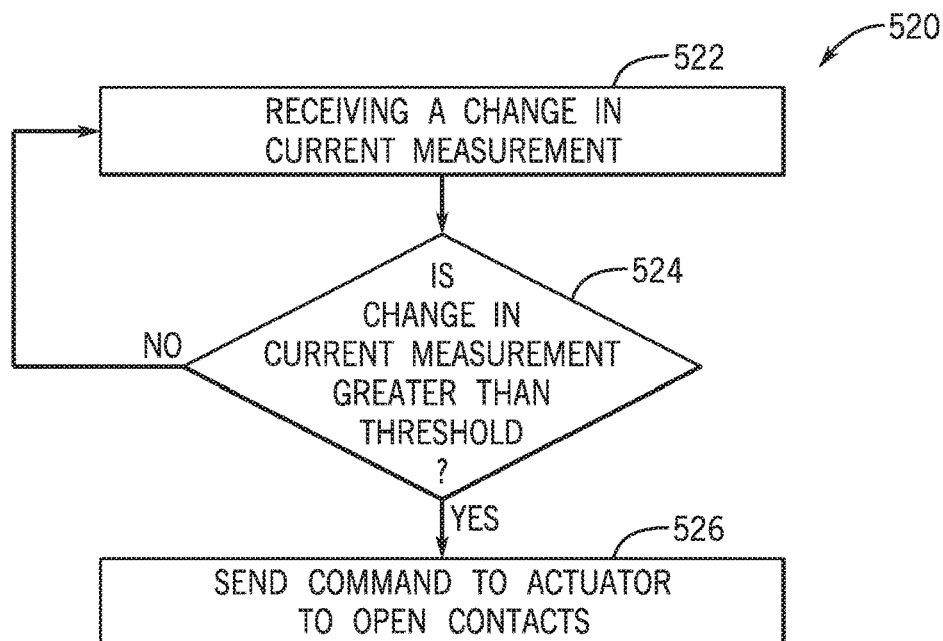 520
522
RECEIVING A CHANGE IN
CURRENT MEASUREMENT
524
IS
CHANGE IN
CURRENT MEASUREMENT
GREATER THAN
THRESHOLD
?
NO
YES
526
SEND COMMAND TO ACTUATOR
TO OPEN CONTACTS